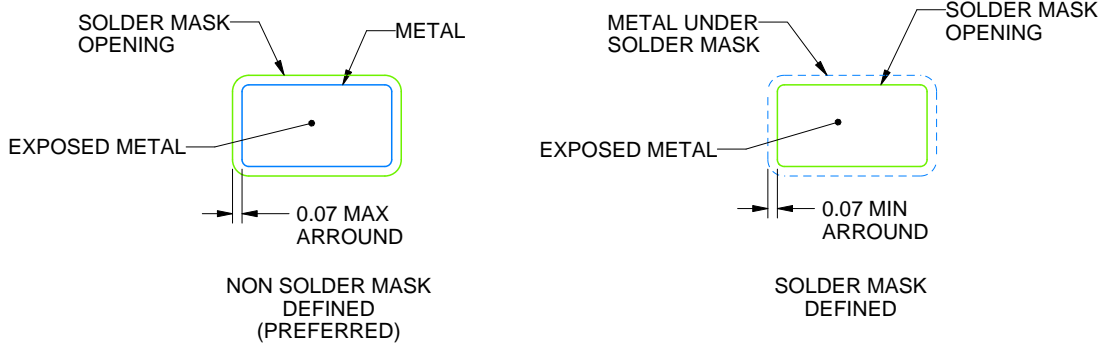 SOLDER MASK
OPENING
METAL
EXPOSED METAL
0.07 MAX
ARROUND
NON SOLDER MASK
DEFINED
(PREFERRED)
METAL UNDER
SOLDER MASK
SOLDER MASK
OPENING
EXPOSED METAL
0.07 MIN
ARROUND
SOLDER MASK
DEFINED